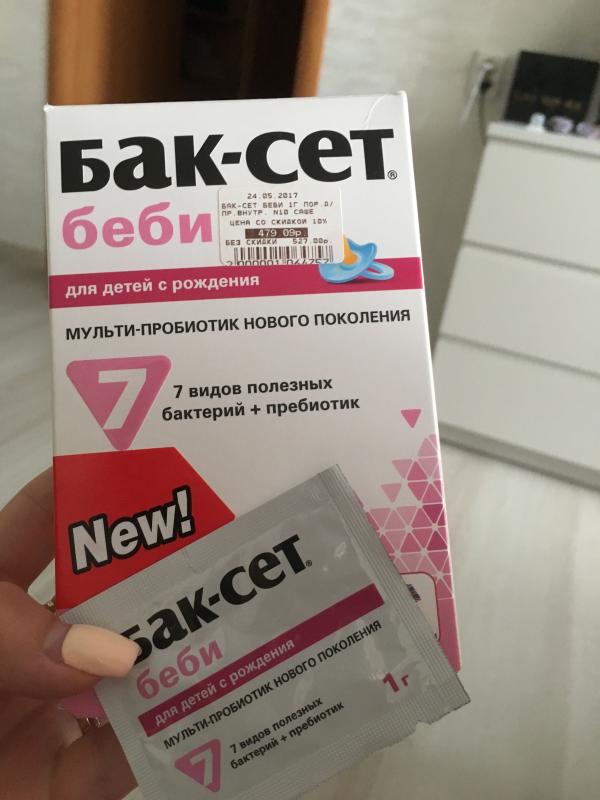 Бак-сет®
беби
24.05.2017
БАК-СЕТ БЕБИ 1Г ПОР.Д/
ПР.ВНУТР. N10 САШЕ
ЦЕНА СО СКИДКОЙ 10%
479 09р.
БЕЗ СКИДКИ 527.00р.
для детей с рождения
МУЛЬТИ-ПРОБИОТИК НОВОГО ПОКОЛЕНИЯ
7
7 видов полезных
бактерий + пребиотик
New!
Бак-сет®
беби
для детей с рождения
МУЛЬТИ-ПРОБИОТИК НОВОГО ПОКОЛЕНИЯ
1 г
7
7 видов полезных
бактерий + пребиотик